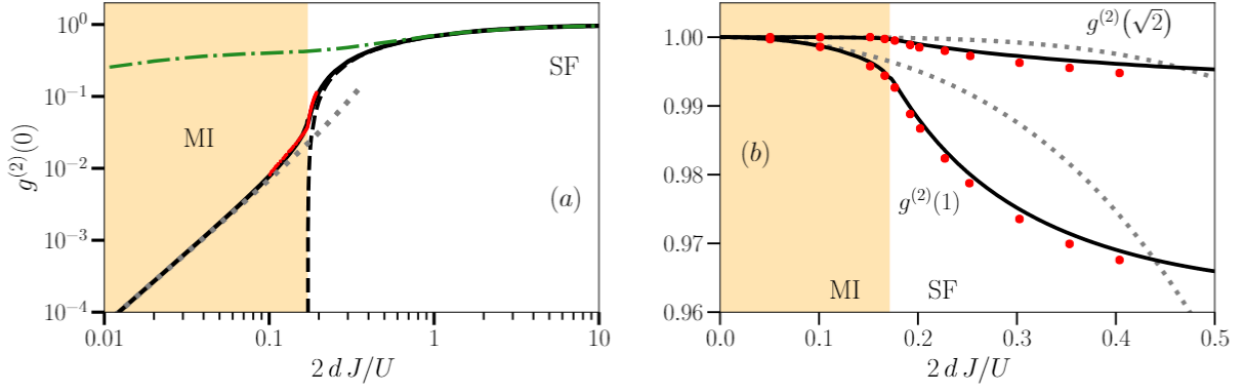 10⁰
10⁻¹
10⁻²
10⁻³
10⁻⁴
g⁽²⁾(0)
MI
SF
(a)
0.01
0.1
1
10
2 d J/U
1.00
0.99
0.98
0.97
0.96
g⁽²⁾(√2)
(b)
g⁽²⁾(1)
MI
SF
0.0
0.1
0.2
0.3
0.4
0.5
2 d J/U